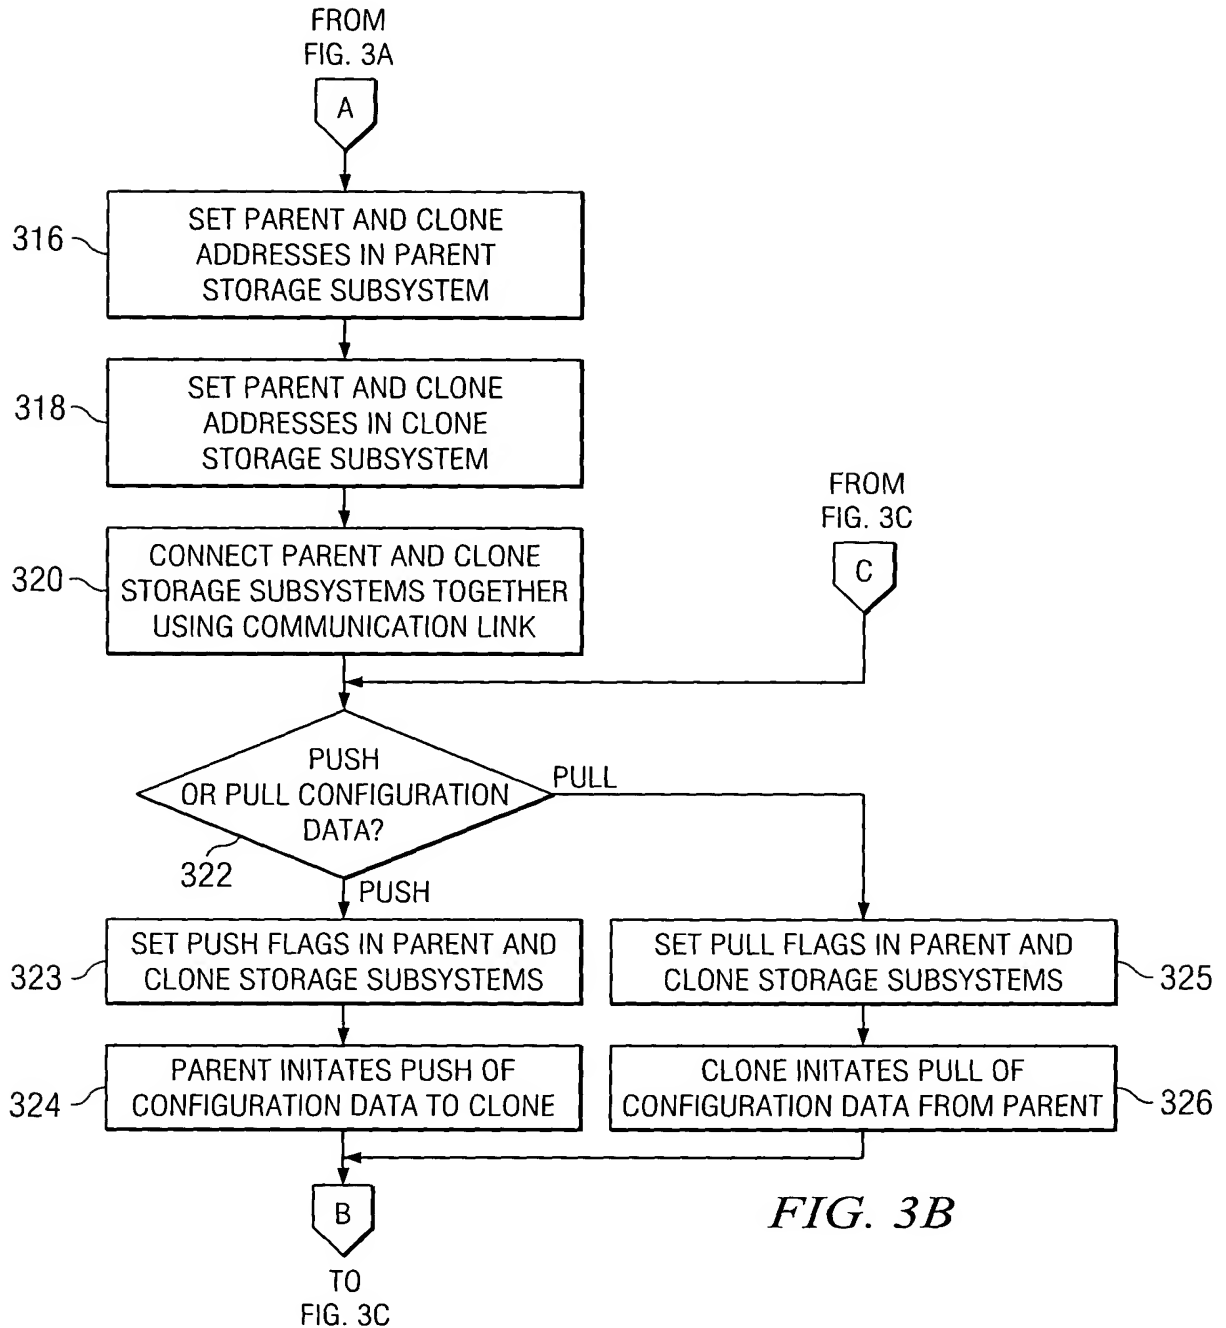 FROM
FIG. 3A
A
316
SET PARENT AND CLONE
ADDRESSES IN PARENT
STORAGE SUBSYSTEM
318
SET PARENT AND CLONE
ADDRESSES IN CLONE
STORAGE SUBSYSTEM
FROM
FIG. 3C
C
320
CONNECT PARENT AND CLONE
STORAGE SUBSYSTEMS TOGETHER
USING COMMUNICATION LINK
PUSH
OR PULL CONFIGURATION
DATA?
322
PULL
PUSH
323
SET PUSH FLAGS IN PARENT AND
CLONE STORAGE SUBSYSTEMS
SET PULL FLAGS IN PARENT AND
CLONE STORAGE SUBSYSTEMS
325
324
PARENT INITATES PUSH OF
CONFIGURATION DATA TO CLONE
CLONE INITATES PULL OF
CONFIGURATION DATA FROM PARENT
326
B
TO
FIG. 3C
FIG. 3B